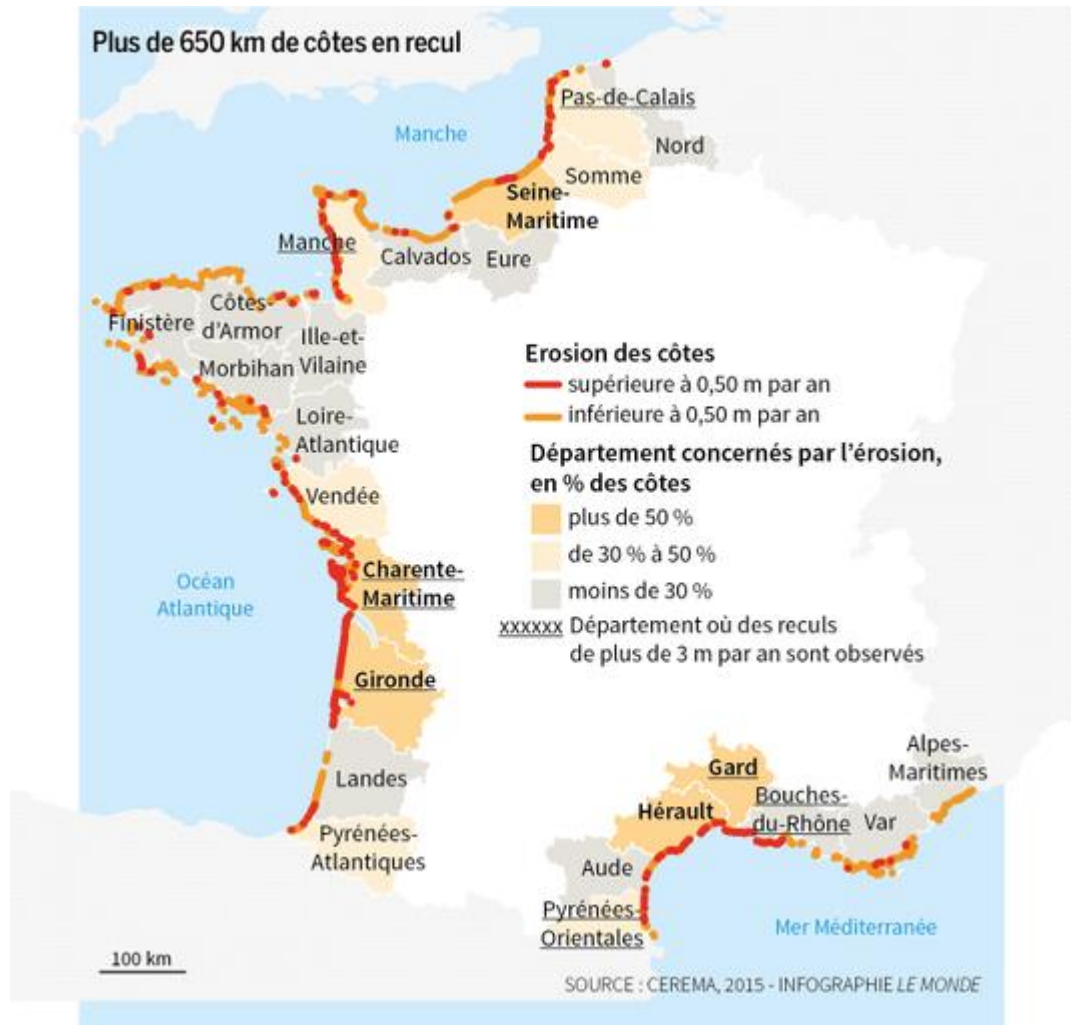 Plus de 650 km de côtes en recul
Manche
Pas-de-Calais
Nord
Somme
Seine-
Maritime
Manche
Calvados
Eure
Finistère
Côtes-
d'Armor
Ille-et-
Vilaine
Morbihan
Loire-
Atlantique
Vendée
Erosion des côtes
supérieure à 0,50 m par an
inférieure à 0,50 m par an
Département concernés par l'érosion,
en % des côtes
plus de 50 %
de 30 % à 50 %
moins de 30 %
xxxxxx Département où des reculs
de plus de 3 m par an sont observés
Océan
Atlantique
Charente-
Maritime
Gironde
Landes
Pyrénées-
Atlantiques
Alpes-
Maritimes
Gard
Bouches-
du-Rhône
Hérault
Var
Aude
Pyrénées-
Orientales
Mer Méditerranée
100 km
SOURCE : CEREMA, 2015 - INFOGRAPHIE LE MONDE